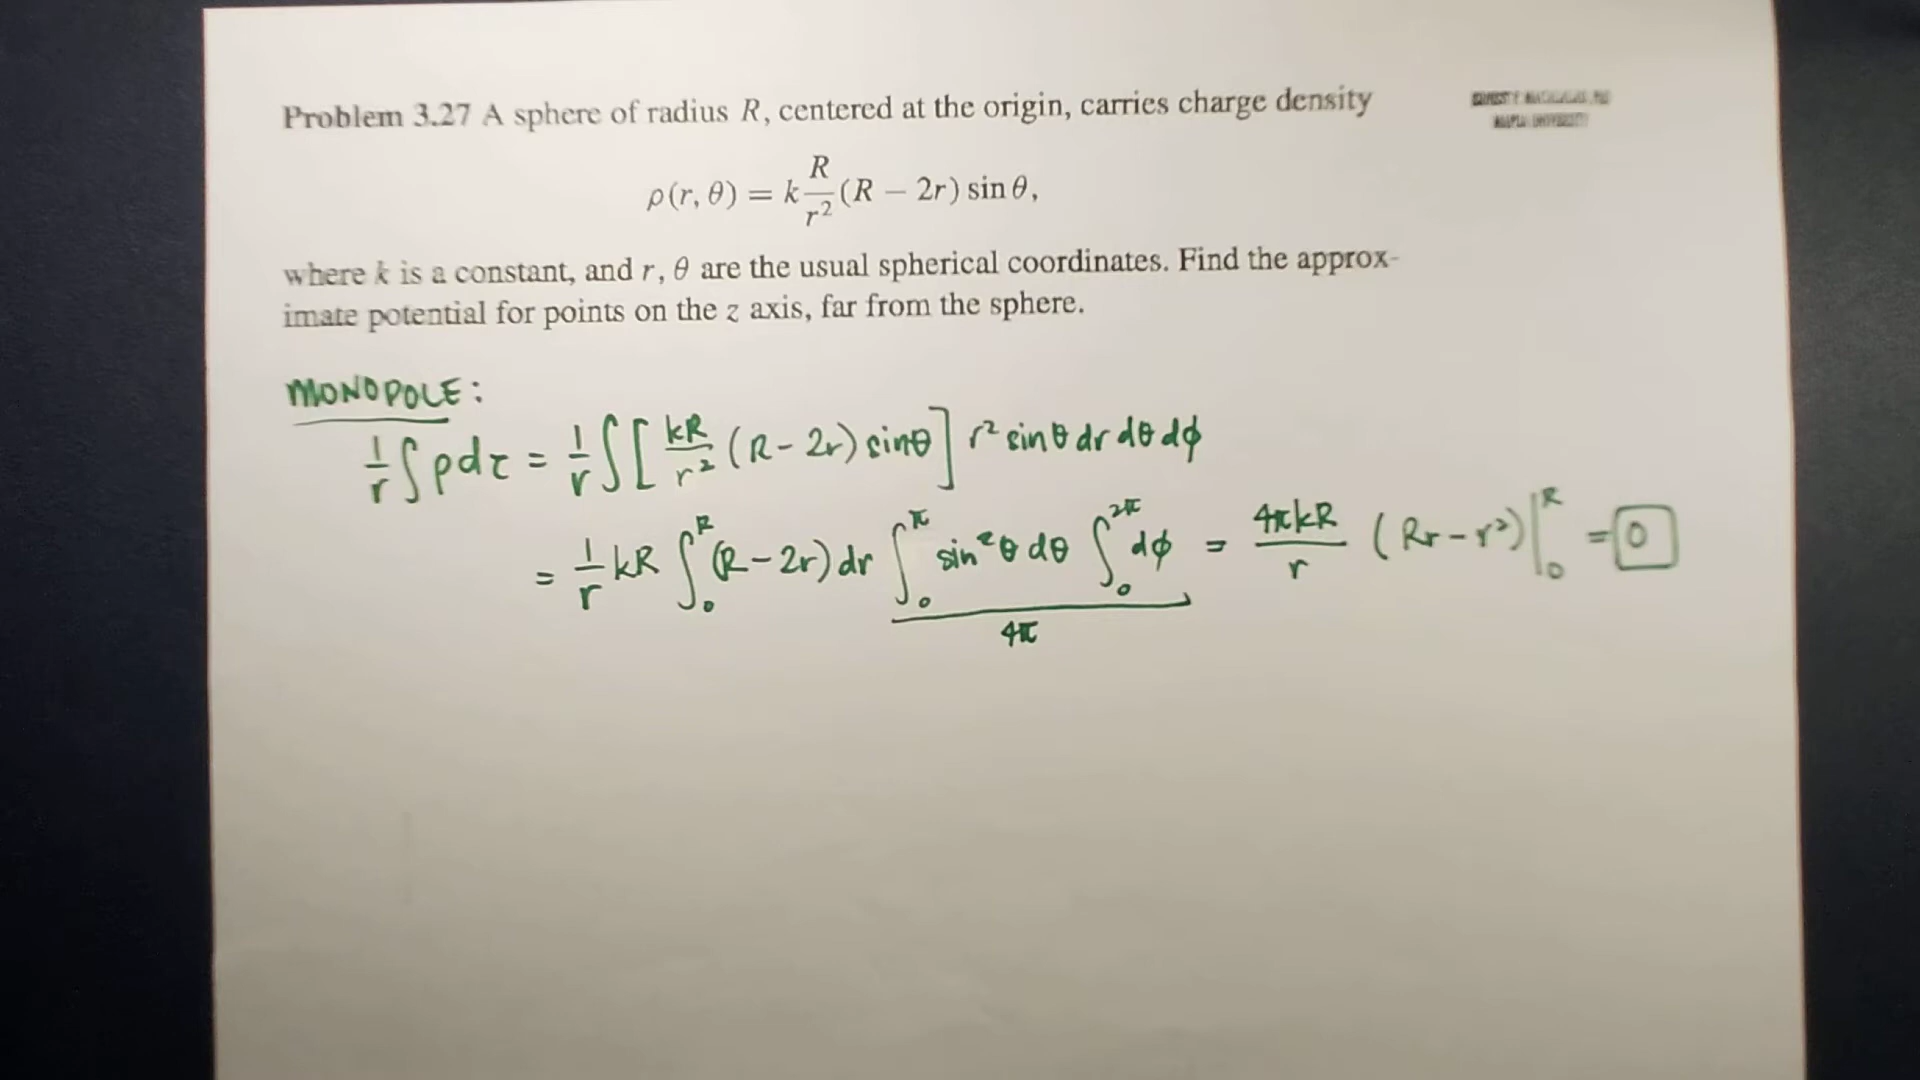 Problem 3.27 A sphere of radius R, centered at the origin, carries charge density
ρ(r, θ) = k R/r² (R − 2r) sin θ,
where k is a constant, and r, θ are the usual spherical coordinates. Find the approx-
imate potential for points on the z axis, far from the sphere.
MONOPOLE:
1/r ∫ρdτ = 1/r ∫[kR/r² (R-2r) sinθ] r² sinθ dr dθ dϕ
= 1/r kR ∫₀ᴿ (R-2r) dr ∫₀^π sin²θ dθ ∫₀^2π dϕ = 4πkR/r (Rr-r²)|₀ᴿ = 0
4π